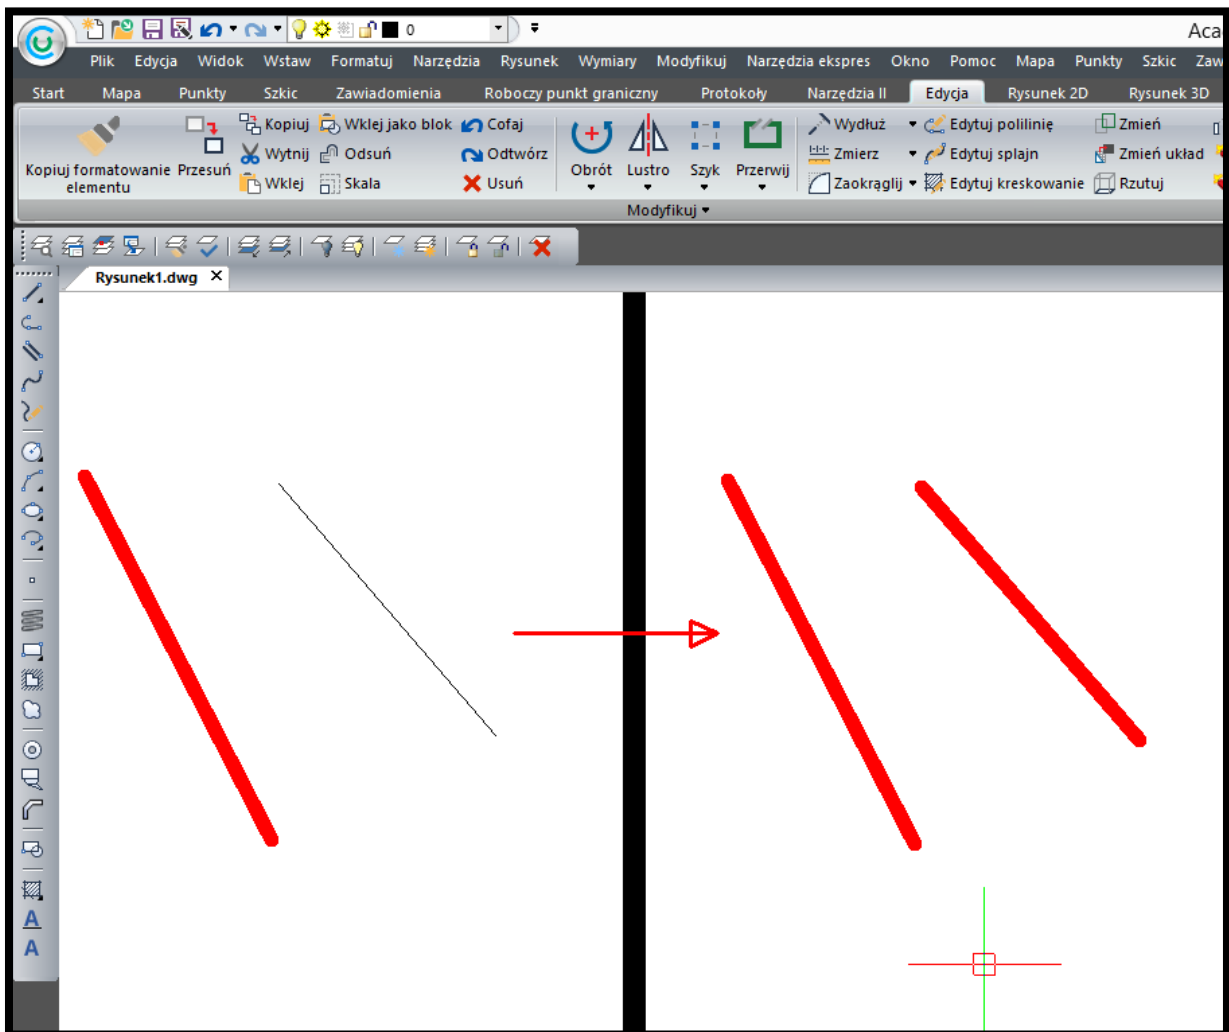 0
Aca
Plik Edycja Widok Wstaw Formatuj Narzędzia Rysunek Wymiary Modyfikuj Narzędzia ekspres Okno Pomoc Mapa Punkty Szkic Zaw
Start Mapa Punkty Szkic Zawiadomienia Roboczy punkt graniczny Protokoły Narzędzia II Edycja Rysunek 2D Rysunek 3D
Kopiuj formatowanie elementu
Przesuń
Kopiuj Wklej jako blok Cofaj
Wytnij Odsuń Odtwórz
Wklej Skala Usuń
Obrót Lustro Szyk Przerwij
Wydłuż Edytuj polilinię Zmień
Zmierz Edytuj splajn Zmień układ
Zaokrąglij Edytuj kreskowanie Rzutuj
Modyfikuj
Rysunek1.dwg
A
A